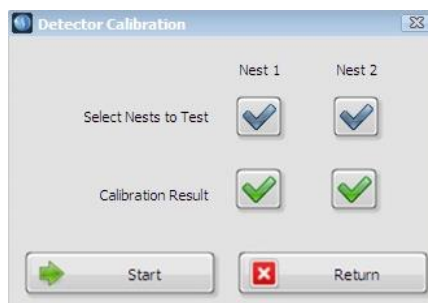 Detector Calibration
Nest 1 Nest 2
Select Nests to Test
Calibration Result
Start Return